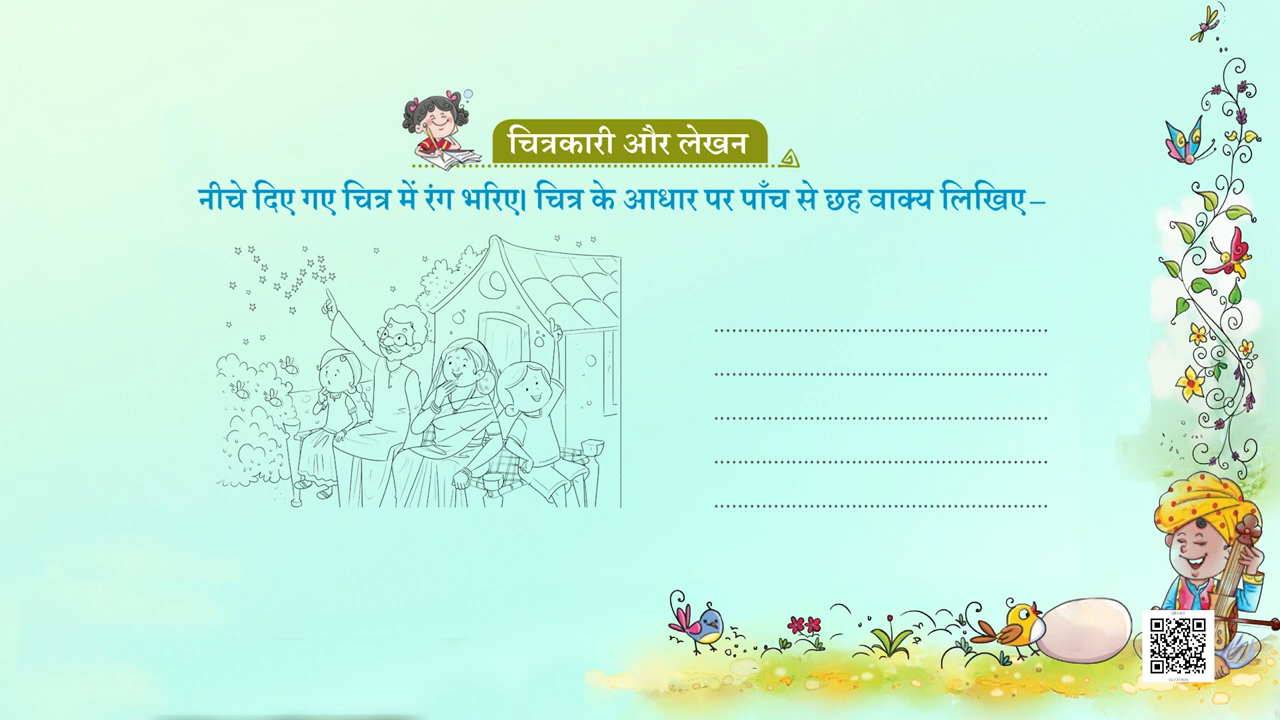 चित्रकारी और लेखन
नीचे दिए गए चित्र में रंग भरिए। चित्र के आधार पर पाँच से छह वाक्य लिखिए –